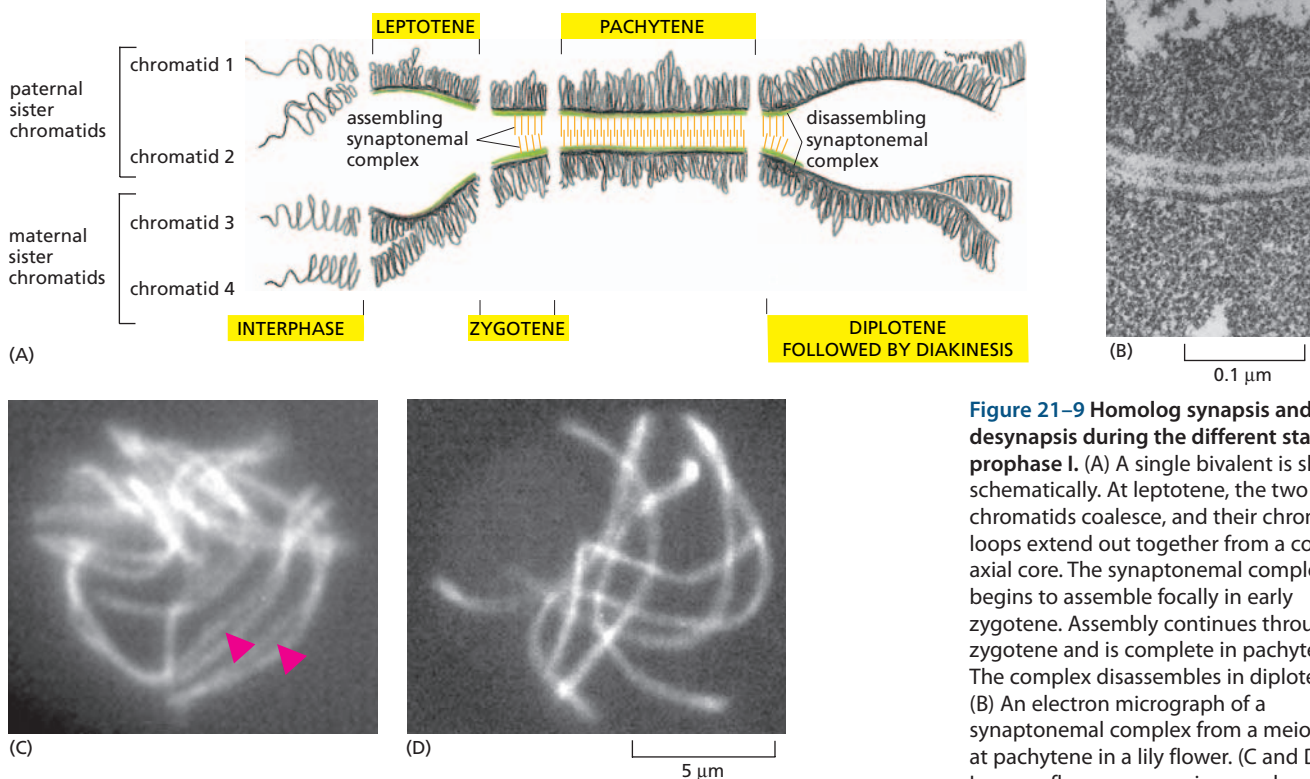 LEPTOTENE
PACHYTENE
paternal
sister
chromatids
chromatid 1
chromatid 2
assembling
synaptonemal
complex
disassembling
synaptonemal
complex
maternal
sister
chromatids
chromatid 3
chromatid 4
INTERPHASE
ZYGOTENE
DIPLOTENE
FOLLOWED BY DIAKINESIS
(A)
(B)
0.1 μm
(C)
(D)
5 μm
Figure 21–9 Homolog synapsis and
desynapsis during the different sta
prophase I. (A) A single bivalent is s
schematically. At leptotene, the two
chromatids coalesce, and their chrom
loops extend out together from a co
axial core. The synaptonemal comple
begins to assemble focally in early
zygotene. Assembly continues throu
zygotene and is complete in pachyte
The complex disassembles in diplote
(B) An electron micrograph of a
synaptonemal complex from a meio
at pachytene in a lily flower. (C and D